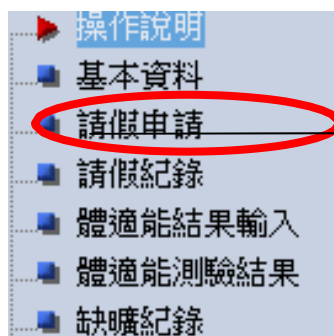 操作說明
基本資料
請假申請
請假紀錄
體適能結果輸入
體適能測驗結果
缺曠紀錄